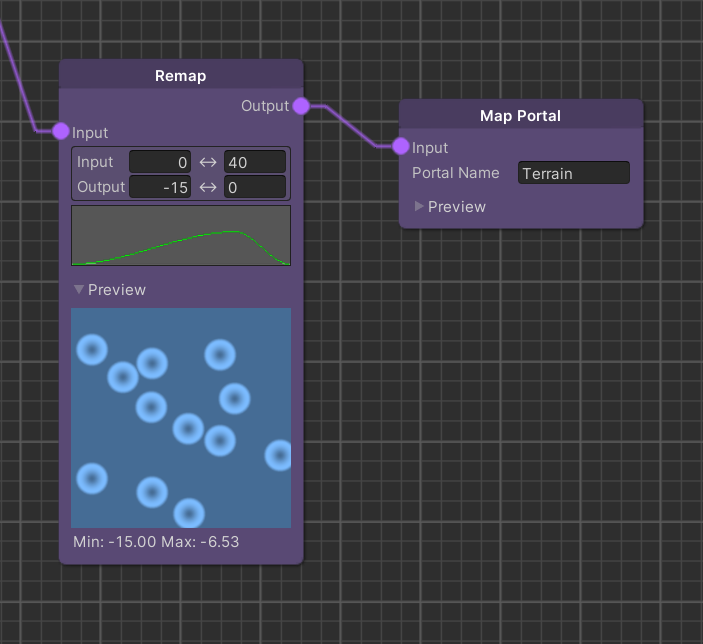 Remap
Output
Input
Input 0 ↔ 40
Output -15 ↔ 0
Preview
Min: -15.00 Max: -6.53
Map Portal
Input
Portal Name Terrain
Preview